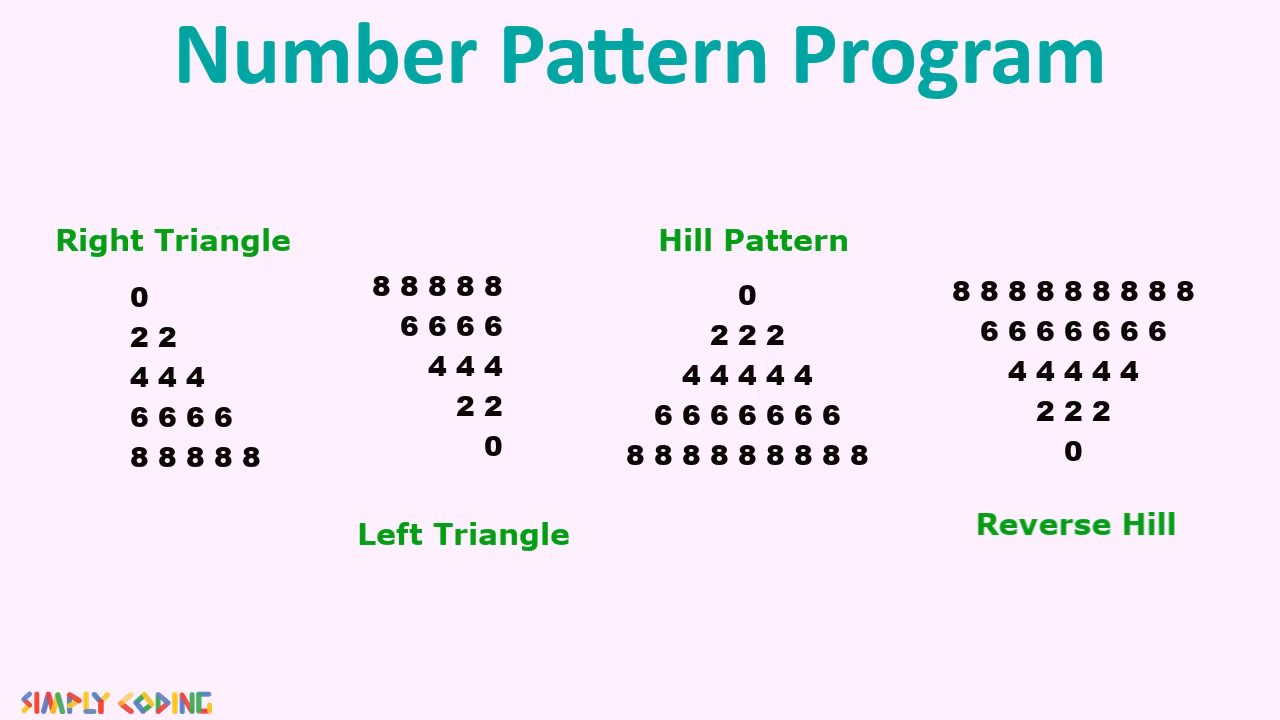 Number Pattern Program
Right Triangle
0
2 2
4 4 4
6 6 6 6
8 8 8 8 8
8 8 8 8 8
6 6 6 6
4 4 4
2 2
0
Left Triangle
Hill Pattern
0
2 2 2
4 4 4 4 4
6 6 6 6 6 6 6
8 8 8 8 8 8 8 8 8
8 8 8 8 8 8 8 8 8
6 6 6 6 6 6 6
4 4 4 4 4
2 2 2
0
Reverse Hill
SIMPLY CODING